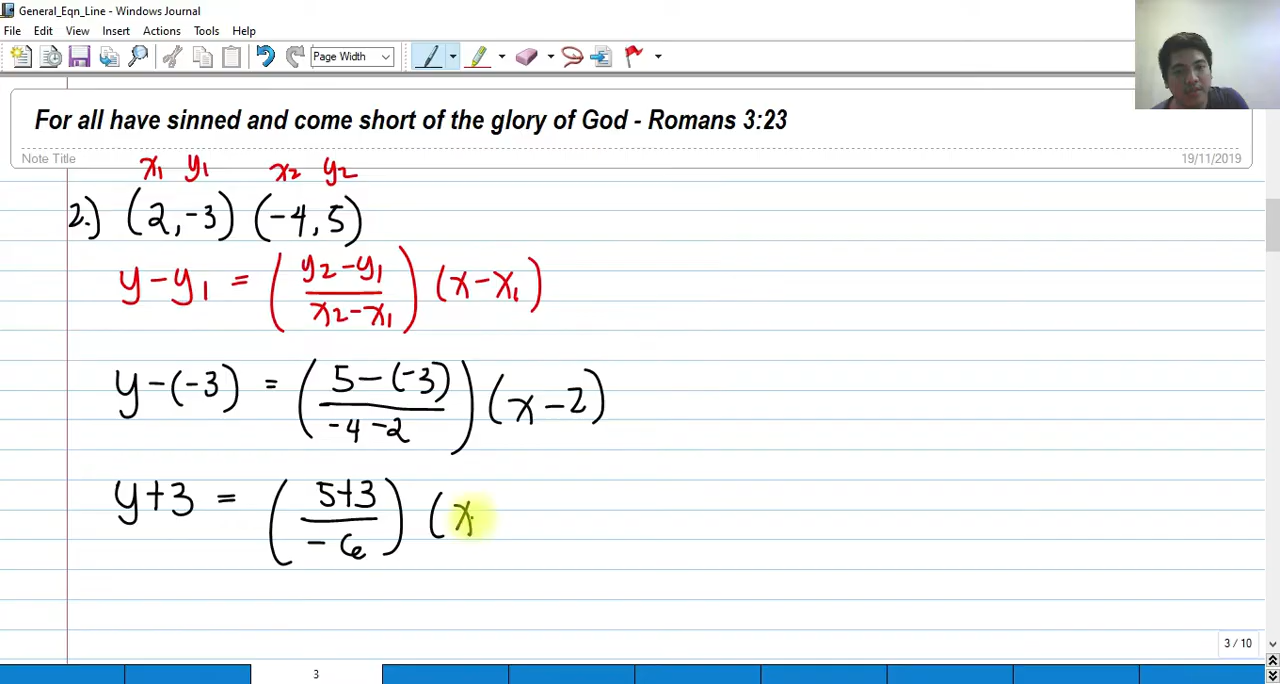 General_Eqn_Line - Windows Journal
File Edit View Insert Actions Tools Help
Page Width
For all have sinned and come short of the glory of God - Romans 3:23
Note Title 19/11/2019
x₁ y₁ x₂ y₂
2.) (2,-3) (-4,5)
y-y₁ = ( y₂-y₁ / x₂-x₁ ) (x-x₁)
y-(-3) = ( 5-(-3) / -4-2 ) (x-2)
y+3 = ( 5+3 / -6 ) (x
3 / 10
3